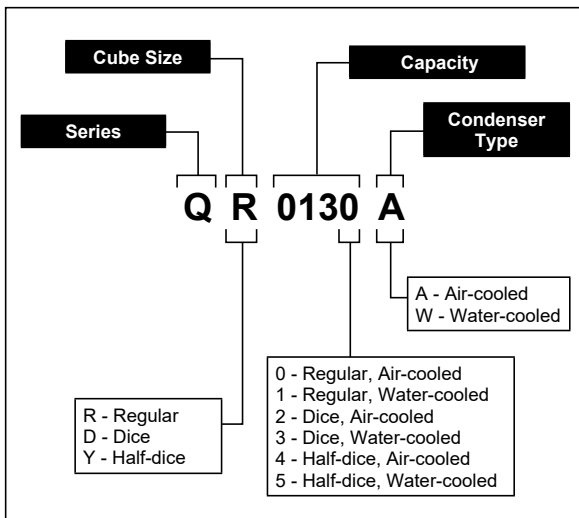 Cube Size
Capacity
Series
Condenser
Type
Q R 0130 A
A - Air-cooled
W - Water-cooled
R - Regular
D - Dice
Y - Half-dice
0 - Regular, Air-cooled
1 - Regular, Water-cooled
2 - Dice, Air-cooled
3 - Dice, Water-cooled
4 - Half-dice, Air-cooled
5 - Half-dice, Water-cooled